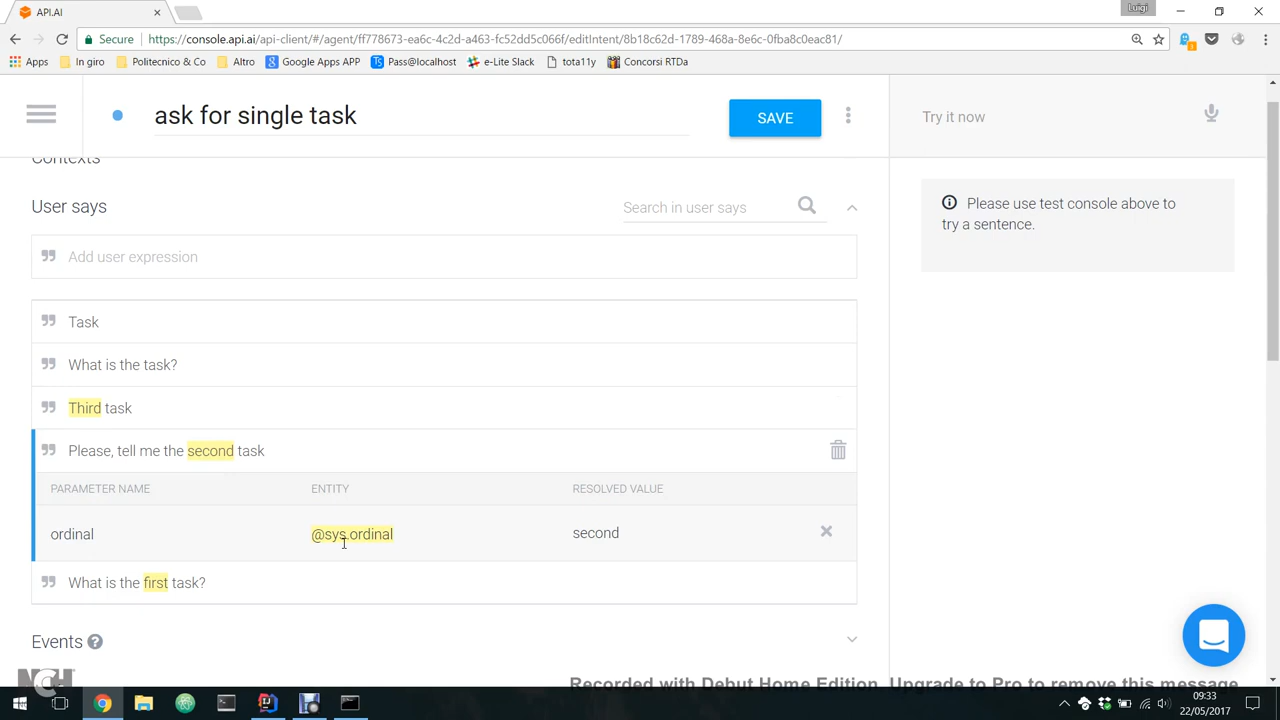 API.AI
Luigi
Secure
https://console.api.ai/api-client/#/agent/ff778673-ea6c-4c2d-a463-fc52dd5c066f/editIntent/8b18c62d-1789-468a-8e6c-0fba8c0eac81/
Apps
In giro
Politecnico & Co
Altro
Google Apps APP
Pass@localhost
e-Lite Slack
tota11y
Concorsi RTDa
ask for single task
SAVE
Try it now
Contexts
User says
Search in user says
Please use test console above to
try a sentence.
Add user expression
Task
What is the task?
Third task
Please, tell me the second task
PARAMETER NAME ENTITY RESOLVED VALUE
ordinal @sys.ordinal second
What is the first task?
Events ?
NCH
Recorded with Debut Home Edition. Upgrade to Pro to remove this message
09:33
22/05/2017